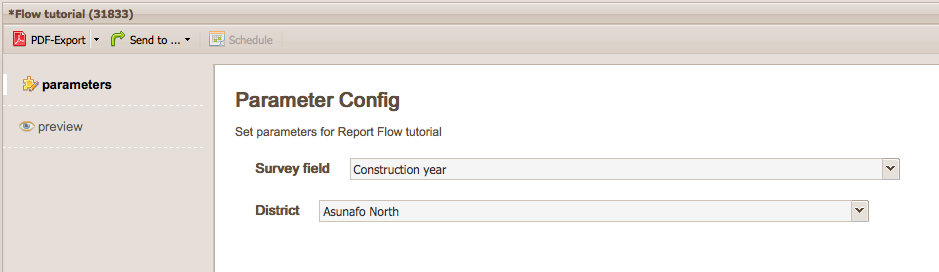 *Flow tutorial (31833)
PDF-Export Send to ... Schedule
parameters
preview
Parameter Config
Set parameters for Report Flow tutorial
Survey field Construction year
District Asunafo North